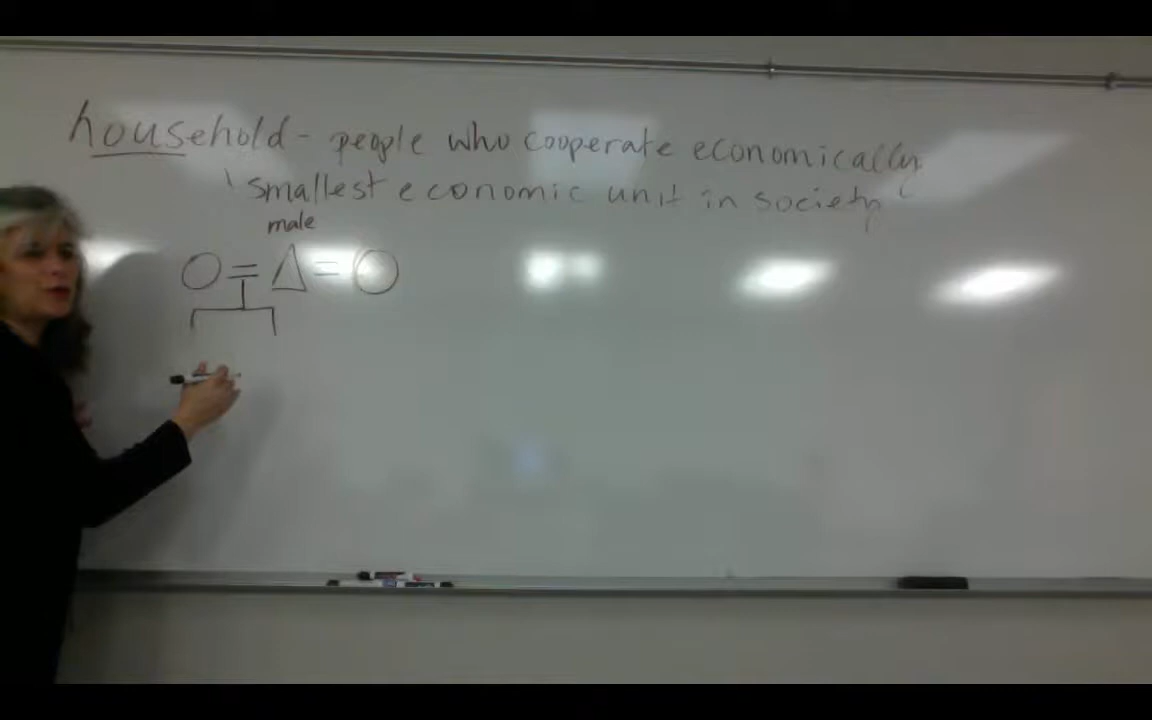 household - people who cooperate economically
smallest economic unit in society
male